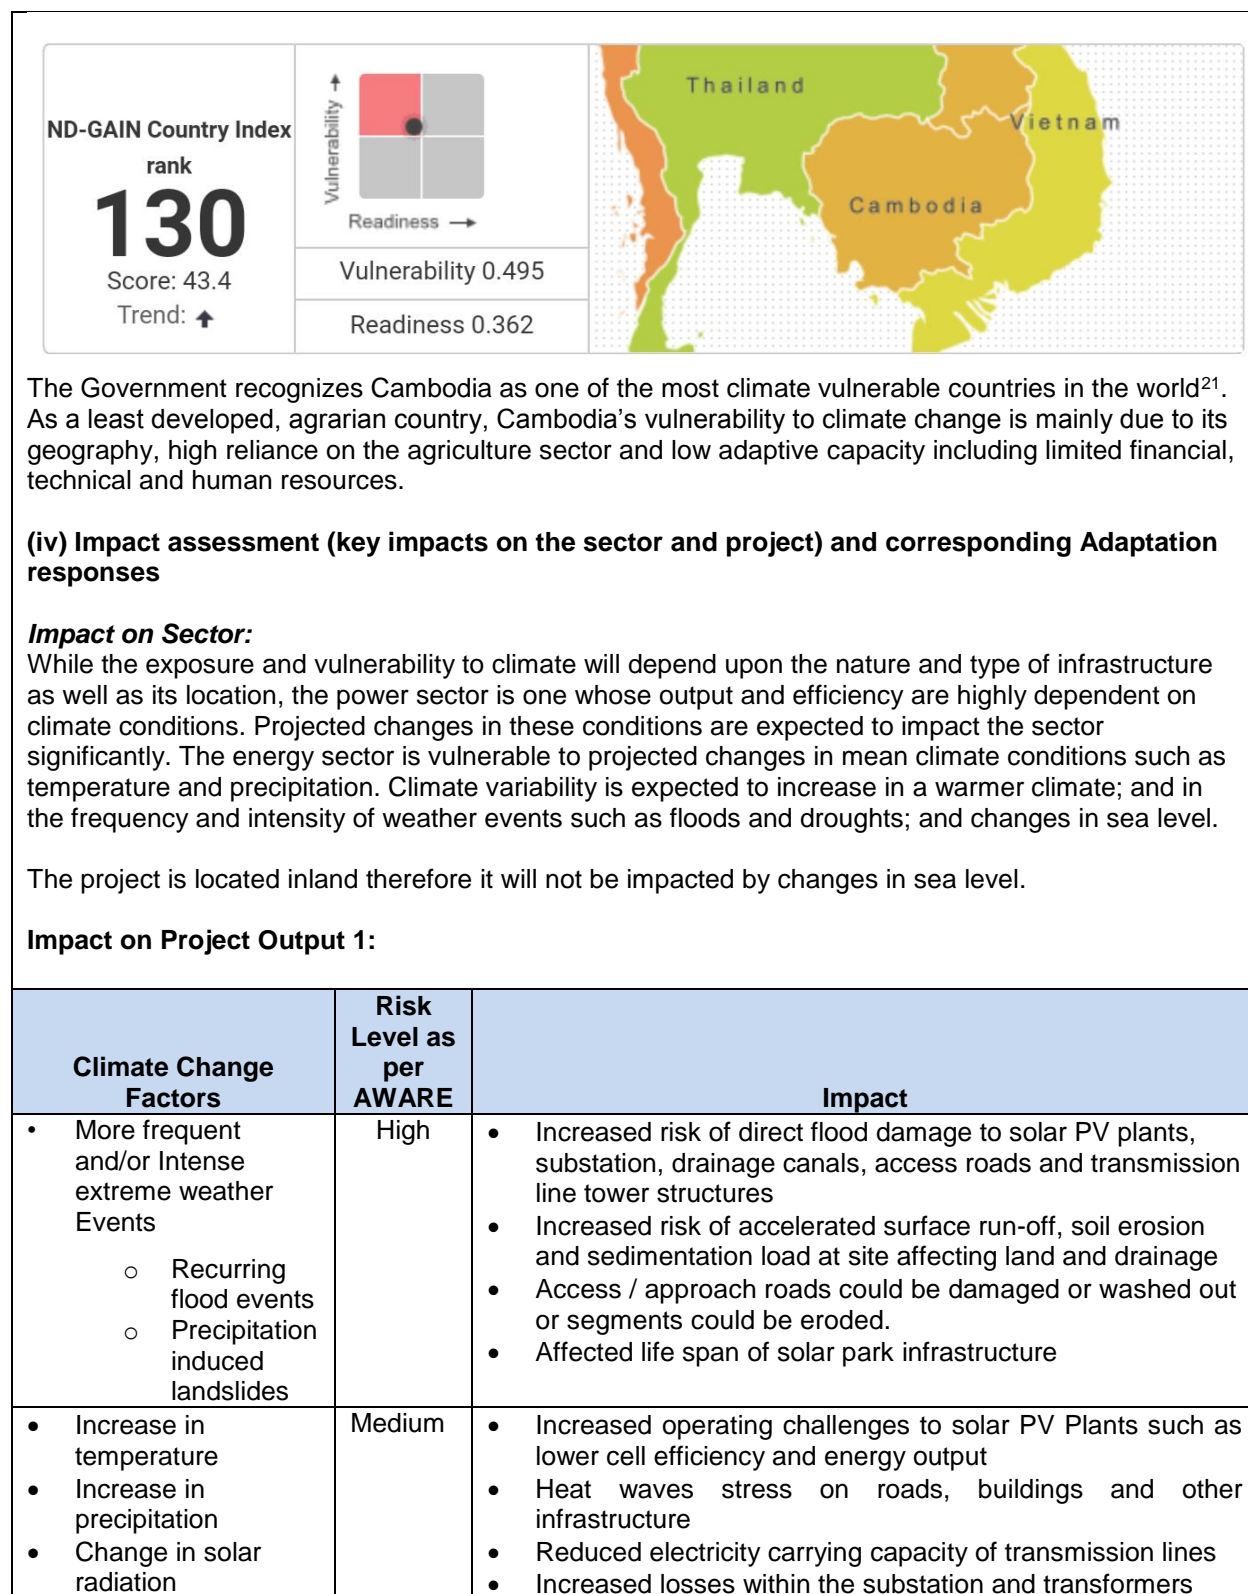 ND-GAIN Country Index
rank
130
Score: 43.4
Trend:
Vulnerability
Readiness
Vulnerability 0.495
Readiness 0.362
Thailand
Vietnam
Cambodia
The Government recognizes Cambodia as one of the most climate vulnerable countries in the world21.
As a least developed, agrarian country, Cambodia’s vulnerability to climate change is mainly due to its
geography, high reliance on the agriculture sector and low adaptive capacity including limited financial,
technical and human resources.
(iv) Impact assessment (key impacts on the sector and project) and corresponding Adaptation
responses
Impact on Sector:
While the exposure and vulnerability to climate will depend upon the nature and type of infrastructure
as well as its location, the power sector is one whose output and efficiency are highly dependent on
climate conditions. Projected changes in these conditions are expected to impact the sector
significantly. The energy sector is vulnerable to projected changes in mean climate conditions such as
temperature and precipitation. Climate variability is expected to increase in a warmer climate; and in
the frequency and intensity of weather events such as floods and droughts; and changes in sea level.
The project is located inland therefore it will not be impacted by changes in sea level.
Impact on Project Output 1:
Climate Change
Factors
Risk
Level as
per
AWARE
Impact
• More frequent
and/or Intense
extreme weather
Events
o Recurring
flood events
o Precipitation
induced
landslides
High
• Increased risk of direct flood damage to solar PV plants,
substation, drainage canals, access roads and transmission
line tower structures
• Increased risk of accelerated surface run-off, soil erosion
and sedimentation load at site affecting land and drainage
• Access / approach roads could be damaged or washed out
or segments could be eroded.
• Affected life span of solar park infrastructure
• Increase in
temperature
• Increase in
precipitation
• Change in solar
radiation
Medium
• Increased operating challenges to solar PV Plants such as
lower cell efficiency and energy output
• Heat waves stress on roads, buildings and other
infrastructure
• Reduced electricity carrying capacity of transmission lines
• Increased losses within the substation and transformers